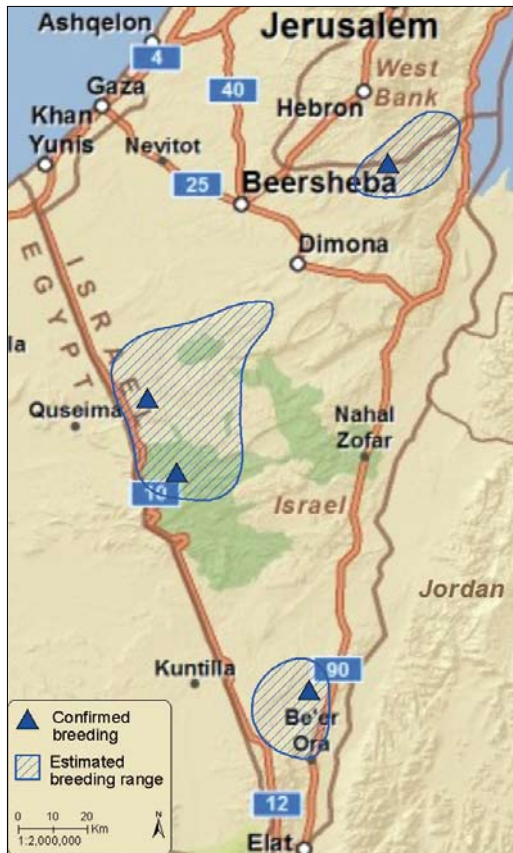 Ashqelon
Jerusalem
4
West
Bank
40
Gaza
Hebron
Khan
Yunis
Nevitot
25
Beersheba
Dimona
ISRAEL
EGYPT
la
Quseima
Nahal
Zofar
10
Israel
Jordan
Kuntilla
90
Be'er
Ora
12
Elat
Confirmed
breeding
Estimated
breeding range
0 10 20
Km
1:2,000,000
N